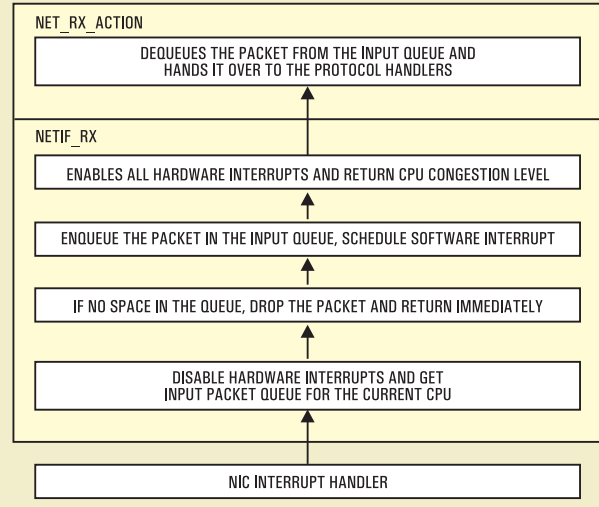 NET_RX_ACTION
DEQUEUES THE PACKET FROM THE INPUT QUEUE AND
HANDS IT OVER TO THE PROTOCOL HANDLERS
NETIF_RX
ENABLES ALL HARDWARE INTERRUPTS AND RETURN CPU CONGESTION LEVEL
ENQUEUE THE PACKET IN THE INPUT QUEUE, SCHEDULE SOFTWARE INTERRUPT
IF NO SPACE IN THE QUEUE, DROP THE PACKET AND RETURN IMMEDIATELY
DISABLE HARDWARE INTERRUPTS AND GET
INPUT PACKET QUEUE FOR THE CURRENT CPU
NIC INTERRUPT HANDLER